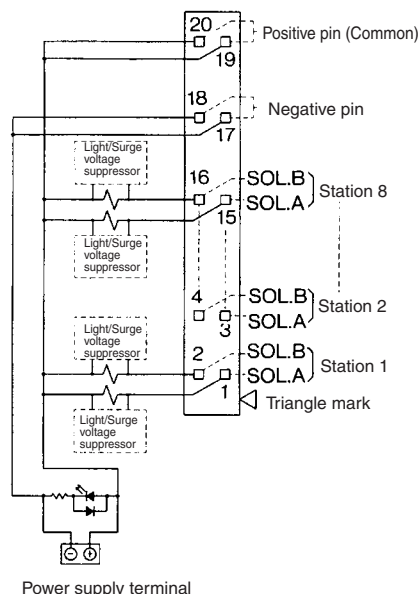 20
Positive pin (Common)
19
18
Negative pin
17
Light/Surge
voltage
suppressor
16
SOL.B
Station 8
SOL.A
15
Light/Surge
voltage
suppressor
4
SOL.B
Station 2
SOL.A
3
Light/Surge
voltage
suppressor
2
SOL.B
Station 1
SOL.A
1
Triangle mark
Light/Surge
voltage
suppressor
Power supply terminal